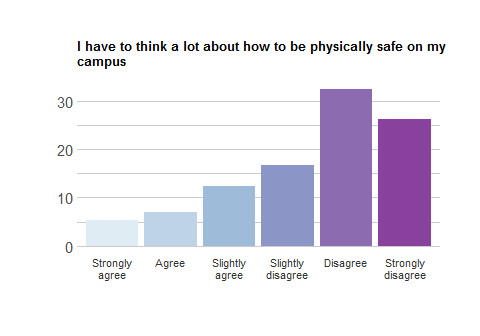 I have to think a lot about how to be physically safe on my
campus
30
20
10
0
Strongly
agree
Agree
Slightly
agree
Slightly
disagree
Disagree
Strongly
disagree